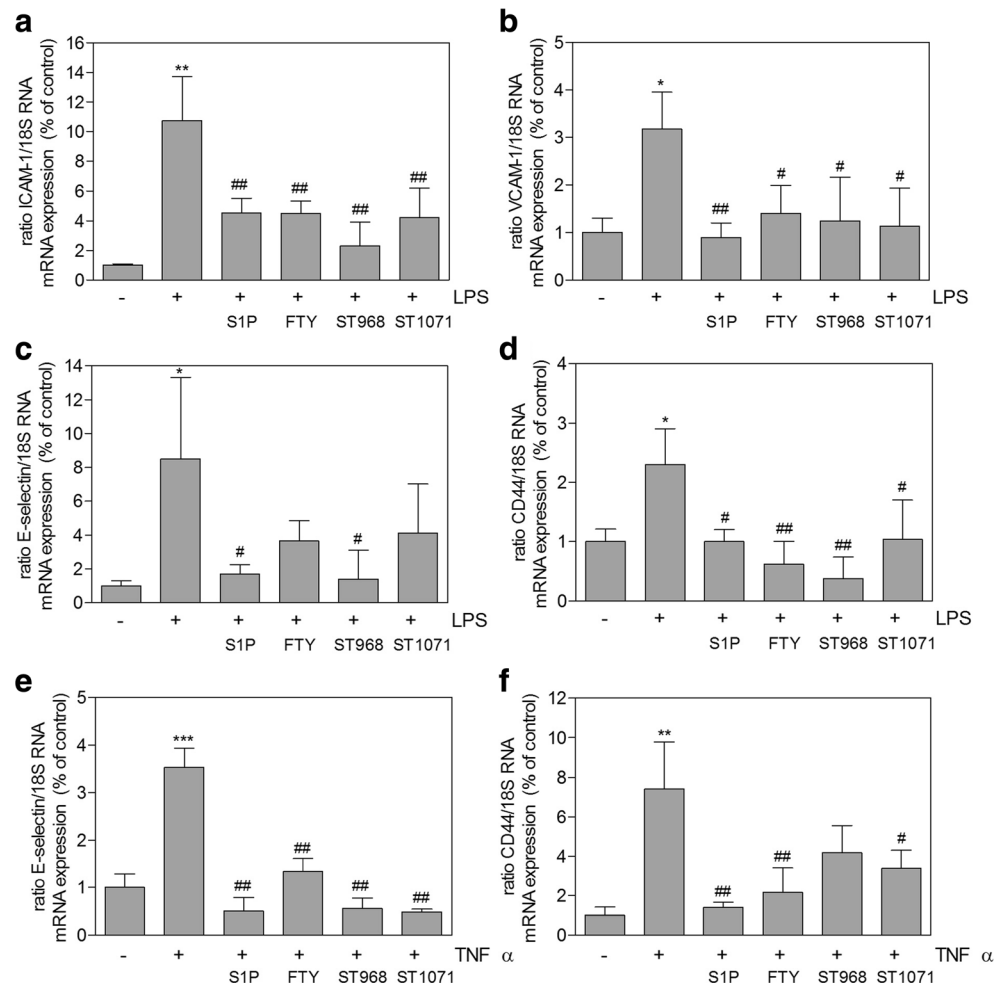 a
ratio ICAM-1/18S RNA
mRNA expression (% of control)
16
14
12
10
8
6
4
2
0
**
##
##
##
##
- + + + + + LPS
S1P FTY ST968 ST1071
b
ratio VCAM-1/18S RNA
mRNA expression (% of control)
5
4
3
2
1
0
*
##
#
#
#
- + + + + + LPS
S1P FTY ST968 ST1071
c
ratio E-selectin/18S RNA
mRNA expression (% of control)
14
12
10
8
6
4
2
0
*
#
#
- + + + + + LPS
S1P FTY ST968 ST1071
d
ratio CD44/18S RNA
mRNA expression (% of control)
4
3
2
1
0
*
#
##
##
#
- + + + + + LPS
S1P FTY ST968 ST1071
e
ratio E-selectin/18S RNA
mRNA expression (% of control)
5
4
3
2
1
0
***
##
##
##
##
- + + + + + TNF α
S1P FTY ST968 ST1071
f
ratio CD44/18S RNA
mRNA expression (% of control)
12
10
8
6
4
2
0
**
##
##
#
- + + + + + TNF α
S1P FTY ST968 ST1071